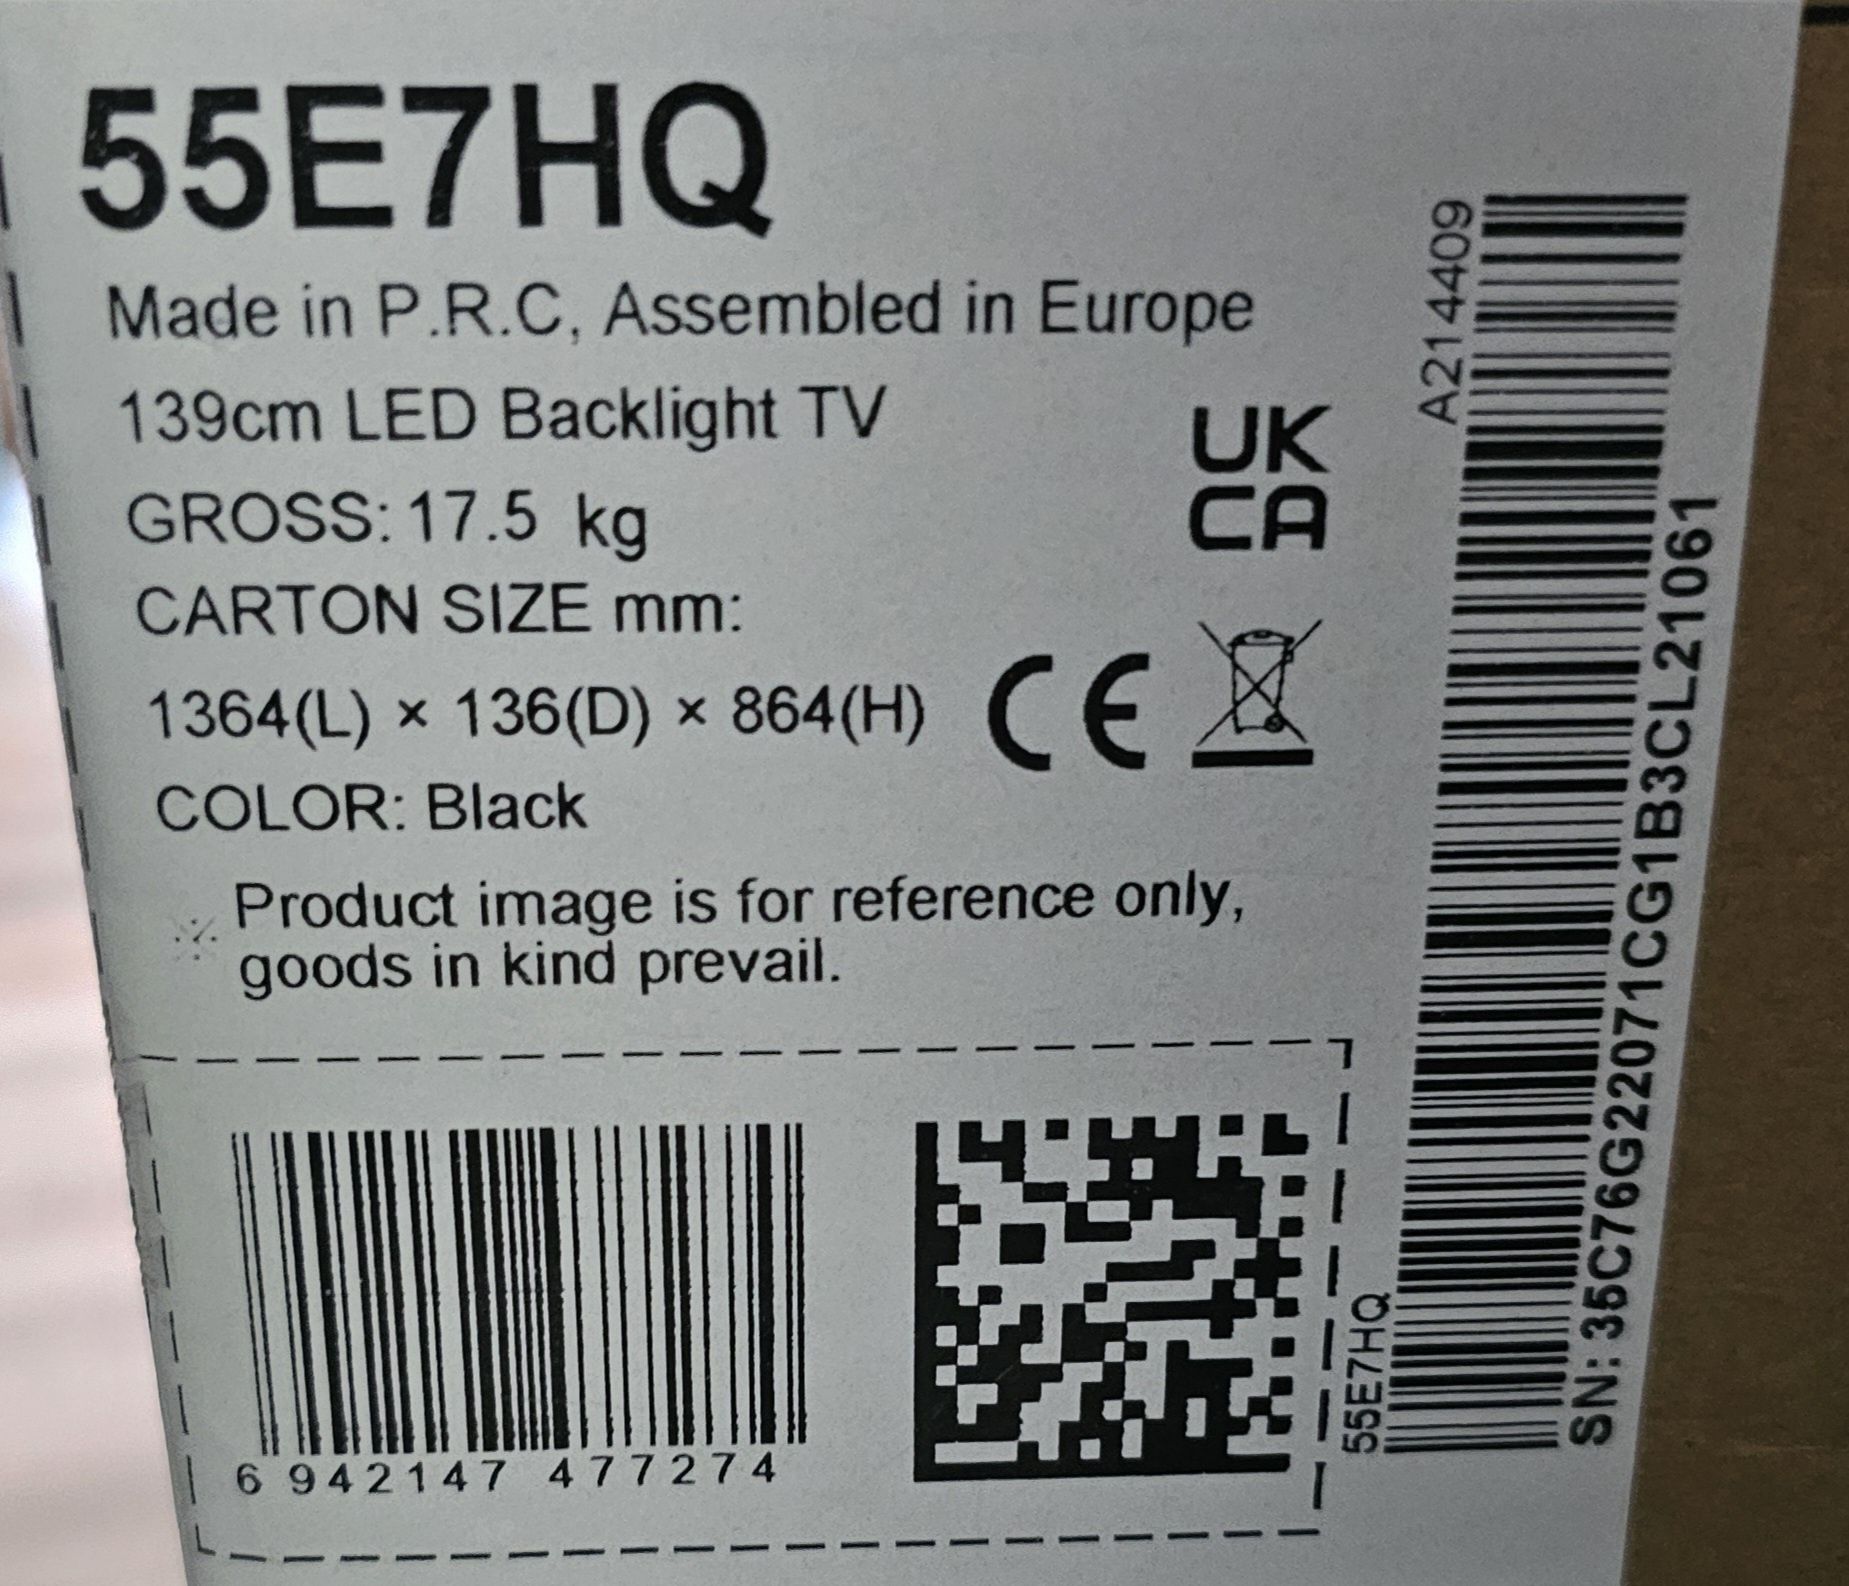 55E7HQ
Made in P.R.C, Assembled in Europe
139cm LED Backlight TV
GROSS: 17.5 kg
CARTON SIZE mm:
1364(L) × 136(D) × 864(H)
COLOR: Black
UK
CA
CE
※ Product image is for reference only,
goods in kind prevail.
6 942147 477274
A214409
55E7HQ
SN: 35C76G22071CG1B3CL21061